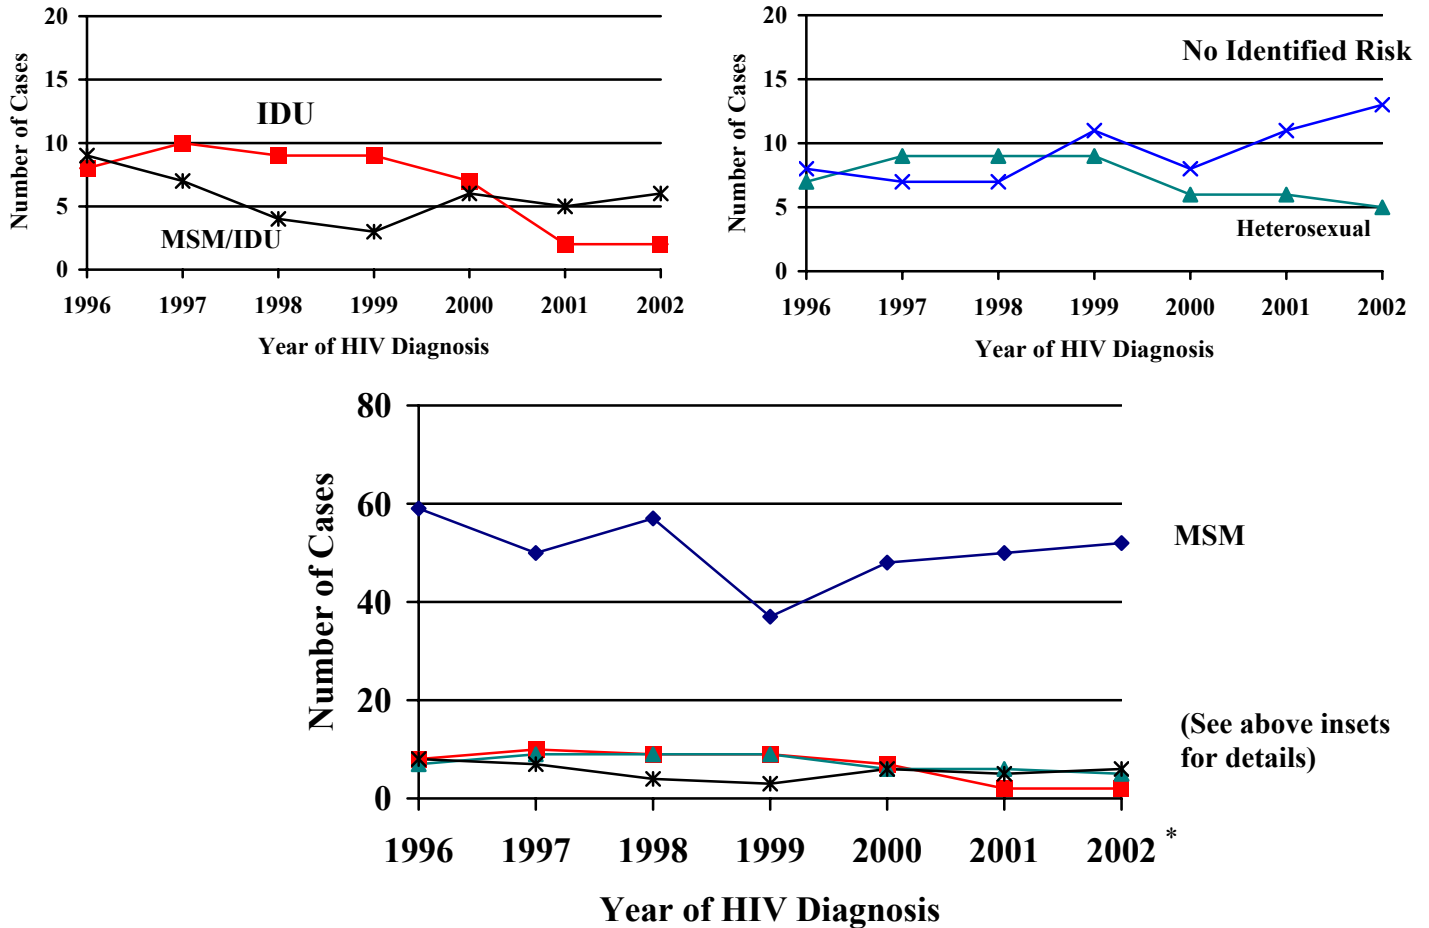 20
15
10
5
0
Number of Cases
IDU
MSM/IDU
1996 1997 1998 1999 2000 2001 2002
Year of HIV Diagnosis
20
15
10
5
0
Number of Cases
No Identified Risk
Heterosexual
1996 1997 1998 1999 2000 2001 2002
Year of HIV Diagnosis
80
60
40
20
0
Number of Cases
MSM
(See above insets
for details)
1996 1997 1998 1999 2000 2001 2002 *
Year of HIV Diagnosis